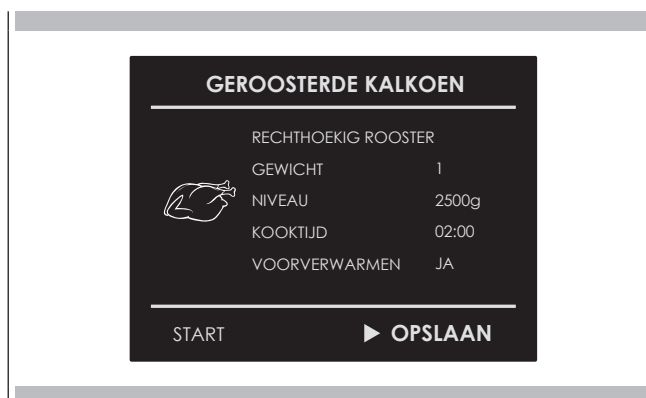 GEROOSTERDE KALKOEN
RECHTHOEKIG ROOSTER
GEWICHT 1
NIVEAU 2500g
KOOKTIJD 02:00
VOORVERWARMEN JA
START ▶ OPSLAAN